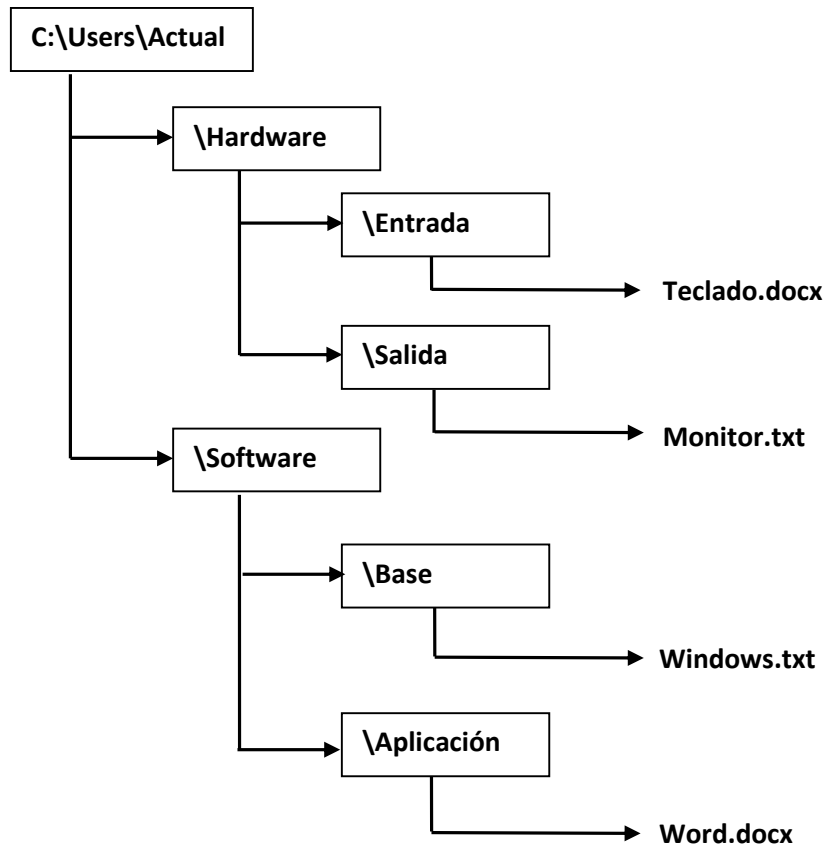 C:\Users\Actual
\Hardware
\Entrada
Teclado.docx
\Salida
Monitor.txt
\Software
\Base
Windows.txt
\Aplicación
Word.docx